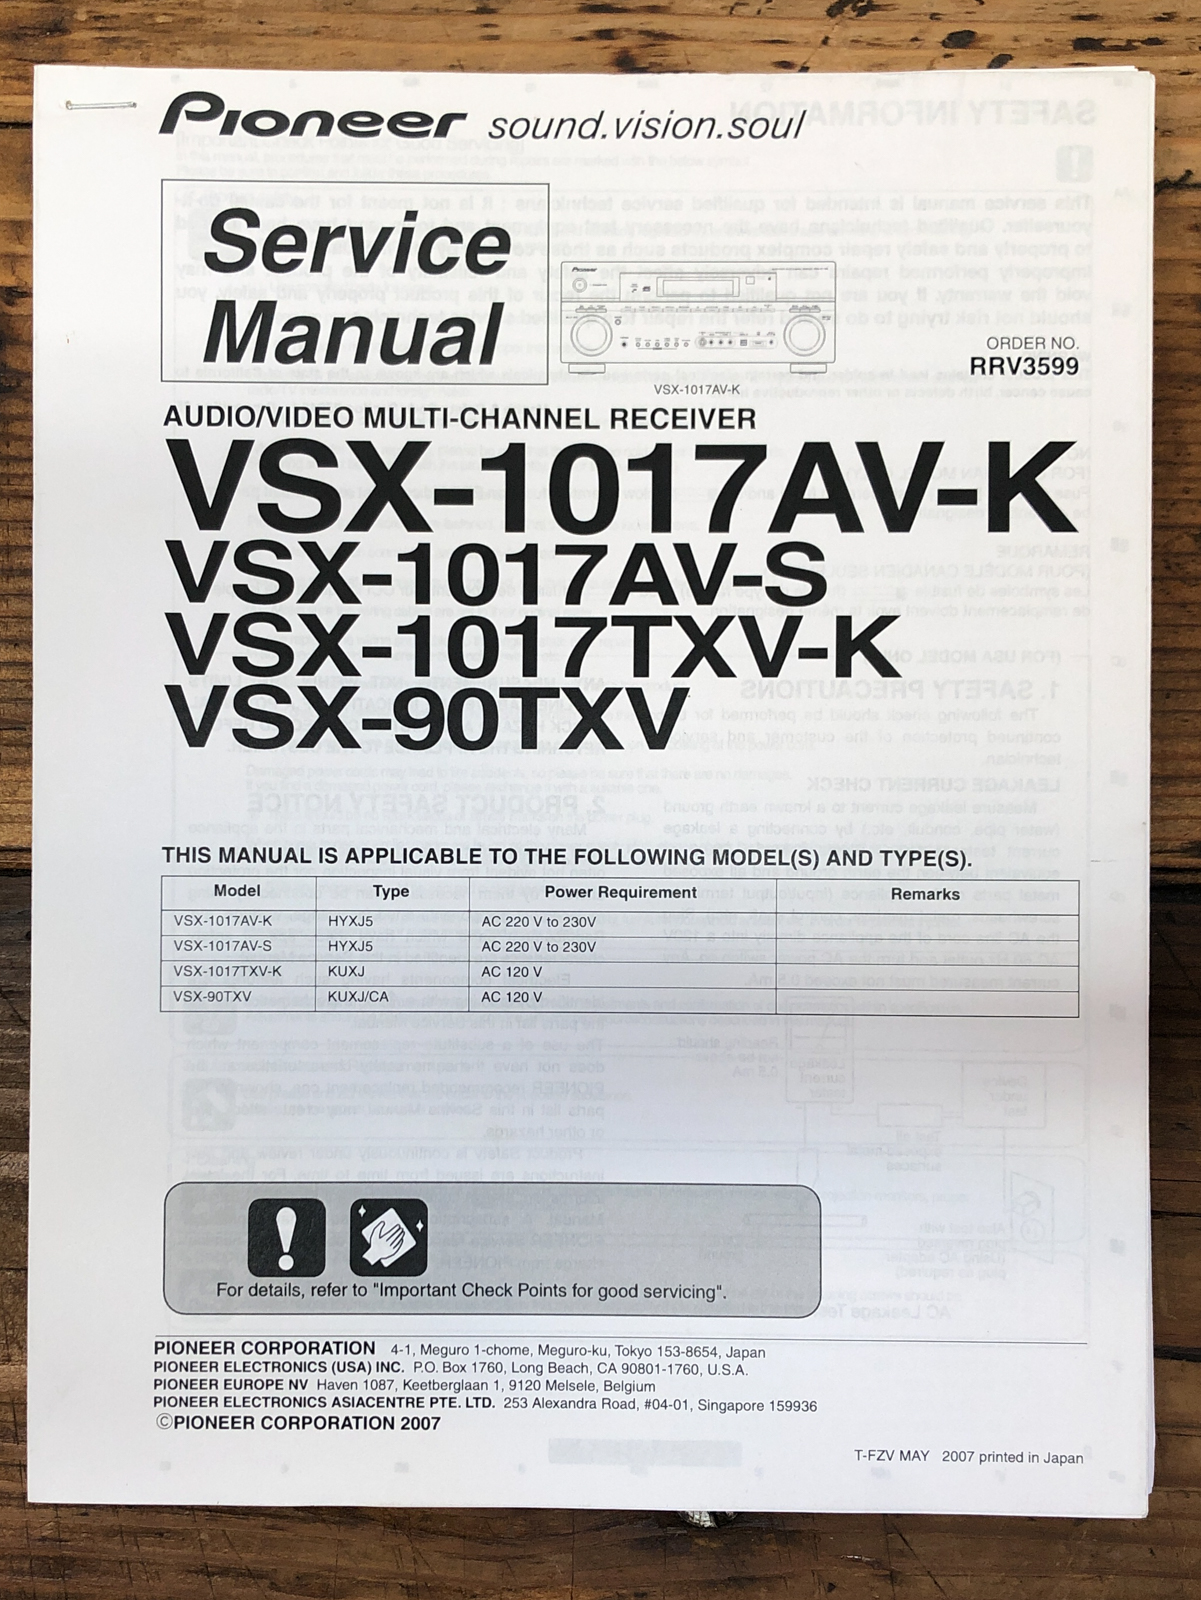 Pioneer sound.vision.soul
Service
Manual
Pioneer
VSX-1017AV-K
ORDER NO.
RRV3599
AUDIO/VIDEO MULTI-CHANNEL RECEIVER
VSX-1017AV-K
VSX-1017AV-S
VSX-1017TXV-K
VSX-90TXV
THIS MANUAL IS APPLICABLE TO THE FOLLOWING MODEL(S) AND TYPE(S).
Model Type Power Requirement Remarks
VSX-1017AV-K HYXJ5 AC 220 V to 230V
VSX-1017AV-S HYXJ5 AC 220 V to 230V
VSX-1017TXV-K KUXJ AC 120 V
VSX-90TXV KUXJ/CA AC 120 V
For details, refer to "Important Check Points for good servicing".
PIONEER CORPORATION 4-1, Meguro 1-chome, Meguro-ku, Tokyo 153-8654, Japan
PIONEER ELECTRONICS (USA) INC. P.O. Box 1760, Long Beach, CA 90801-1760, U.S.A.
PIONEER EUROPE NV Haven 1087, Keetberglaan 1, 9120 Melsele, Belgium
PIONEER ELECTRONICS ASIACENTRE PTE. LTD. 253 Alexandra Road, #04-01, Singapore 159936
©PIONEER CORPORATION 2007
T-FZV MAY 2007 printed in Japan